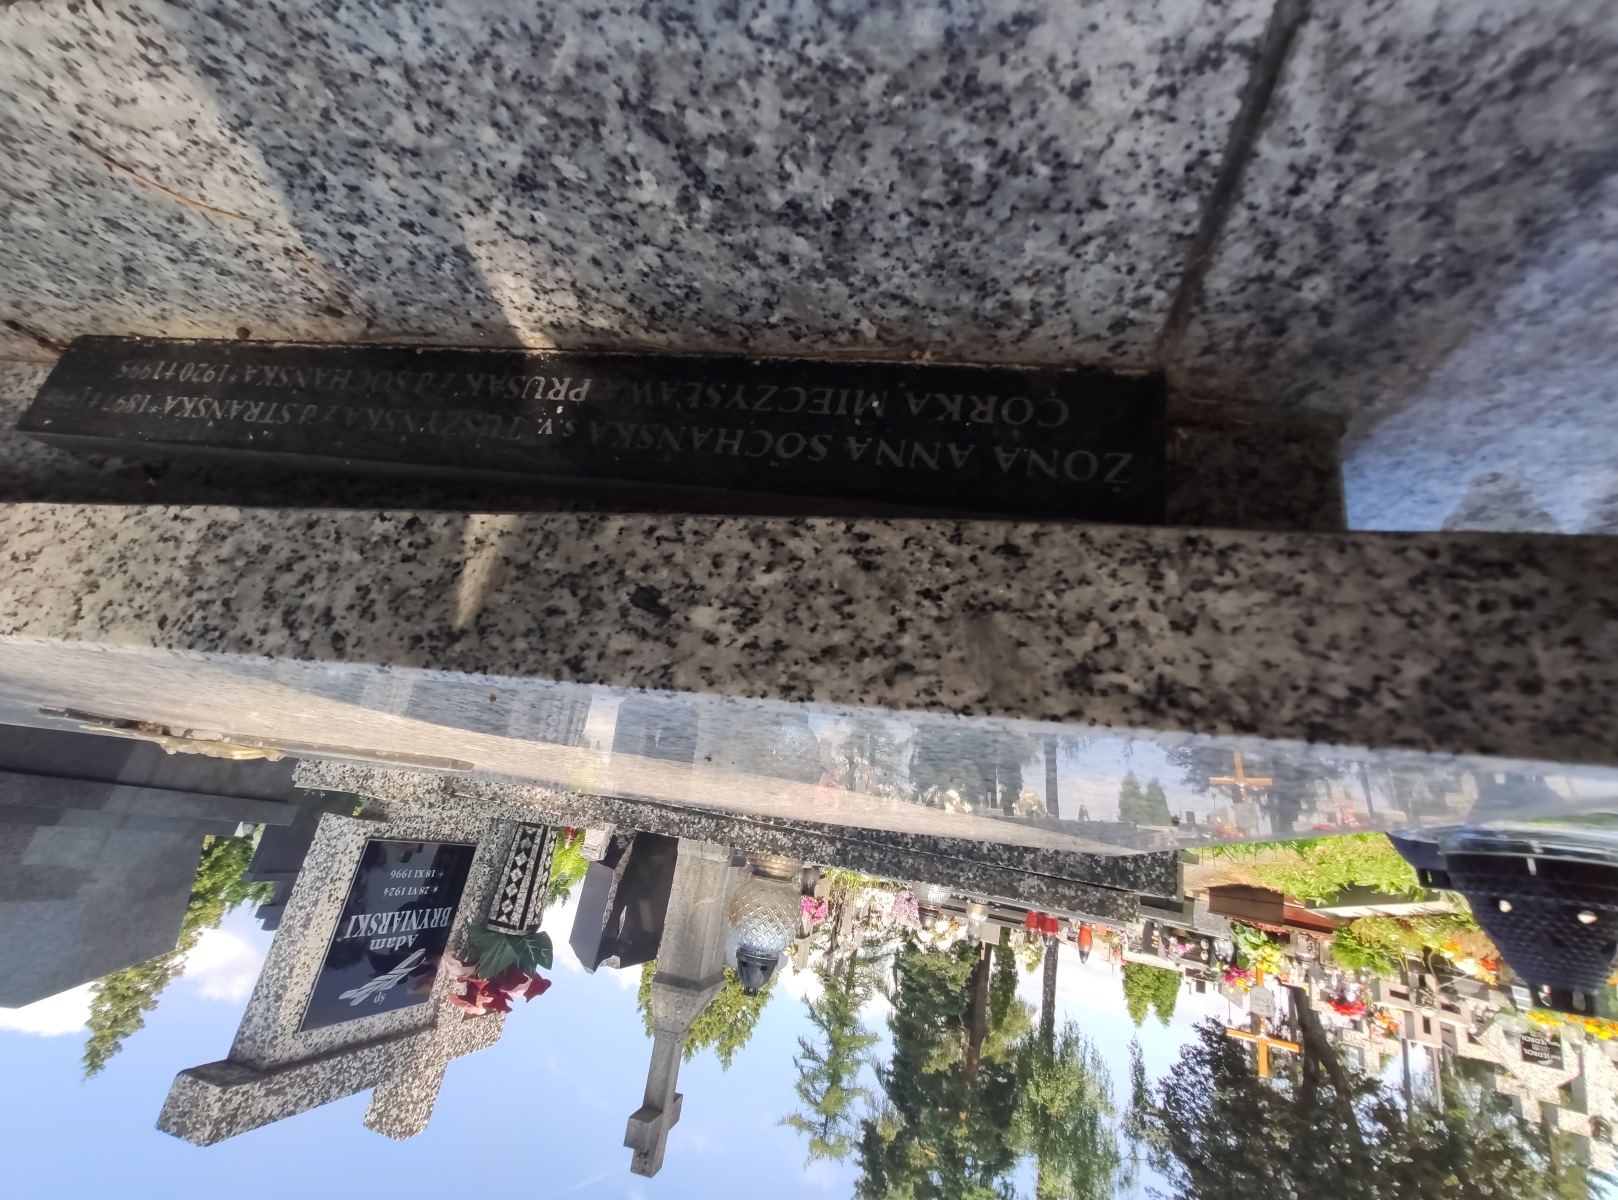 ŻONA ANNA SOCHAŃSKA s.v. TUSZYŃSKA z d STRAŃSKA *1897 †
CÓRKA MIECZYSŁAWA PRUSAK z d SOCHAŃSKA *1920 †1995
śp
Adam
BRYNIARSKI
* 28 VI 1924
+ 18 XI 1996